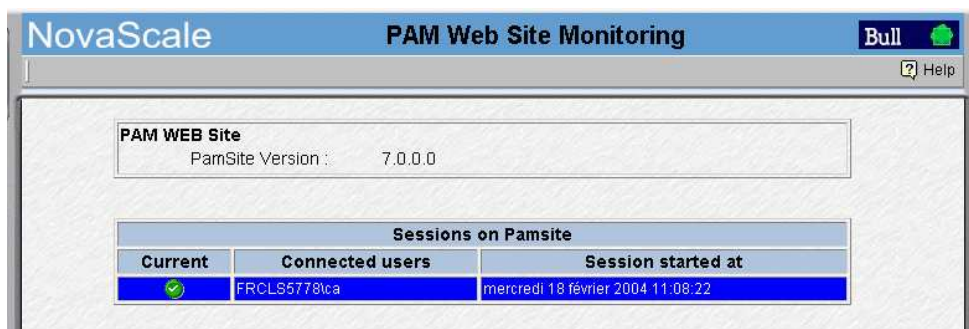 NovaScale PAM Web Site Monitoring Bull
Help
PAM WEB Site
PamSite Version : 7.0.0.0
Sessions on Pamsite
Current Connected users Session started at
FRCLS5778\ca mercredi 18 février 2004 11:08:22